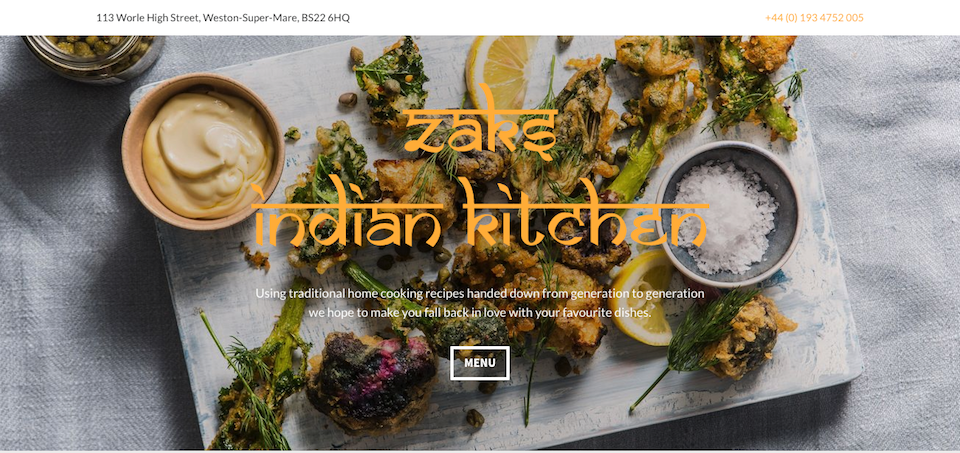 113 Worle High Street, Weston-Super-Mare, BS22 6HQ
+44 (0) 193 4752 005
zaks
indian kitchen
Using traditional home cooking recipes handed down from generation to generation
we hope to make you fall back in love with your favourite dishes.
MENU